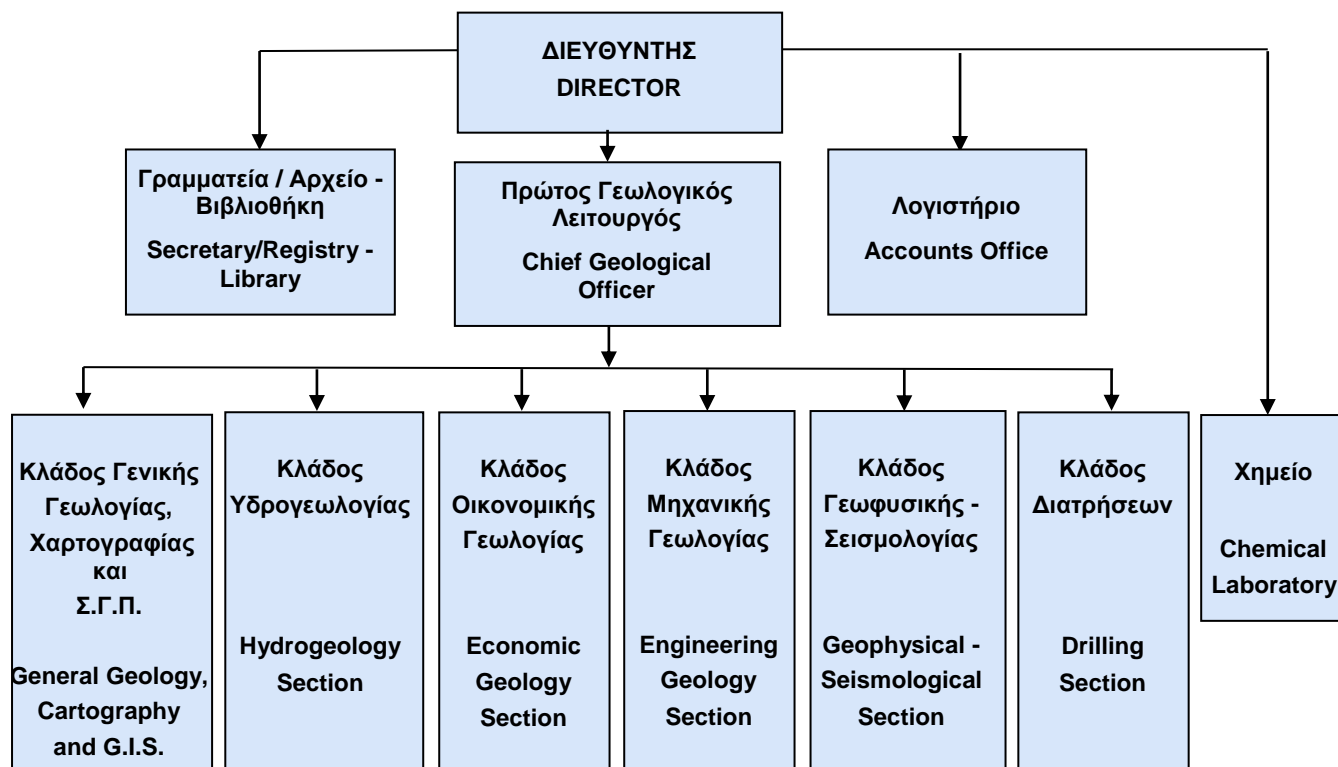 ΔΙΕΥΘΥΝΤΗΣ
DIRECTOR
Γραμματεία / Αρχείο -
Βιβλιοθήκη
Secretary/Registry -
Library
Πρώτος Γεωλογικός
Λειτουργός
Chief Geological
Officer
Λογιστήριο
Accounts Office
Κλάδος Γενικής
Γεωλογίας,
Χαρτογραφίας
και
Σ.Γ.Π.
General Geology,
Cartography
and G.I.S.
Κλάδος
Υδρογεωλογίας
Hydrogeology
Section
Κλάδος
Οικονομικής
Γεωλογίας
Economic
Geology
Section
Κλάδος
Μηχανικής
Γεωλογίας
Engineering
Geology
Section
Κλάδος
Γεωφυσικής -
Σεισμολογίας
Geophysical -
Seismological
Section
Κλάδος
Διατρήσεων
Drilling
Section
Χημείο
Chemical
Laboratory